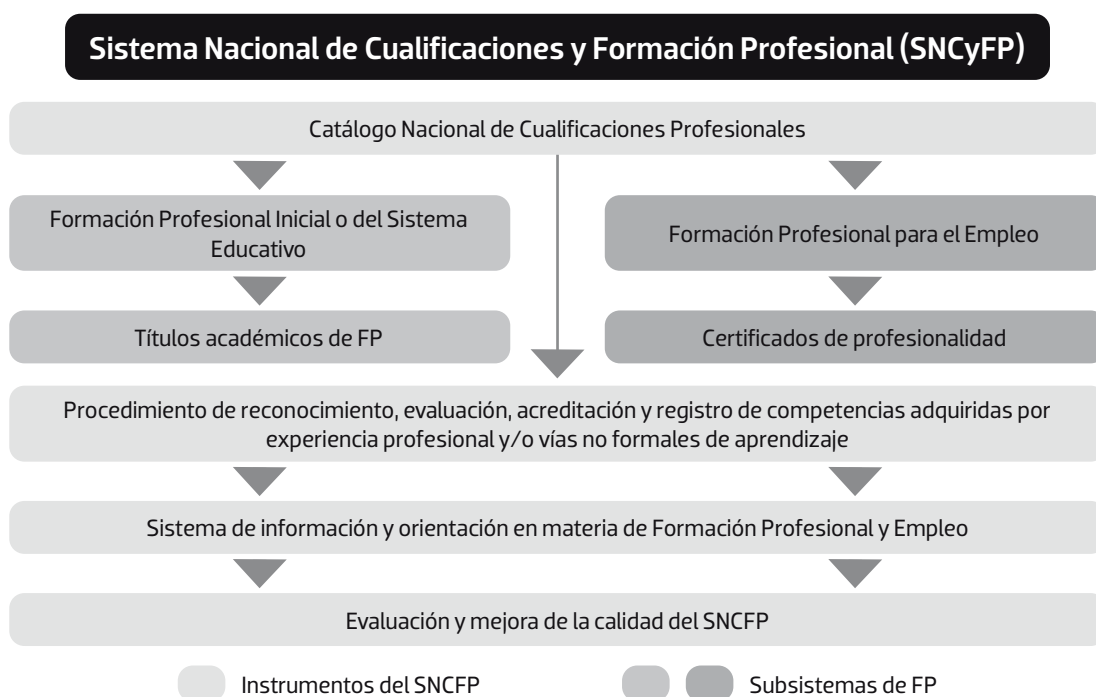 Sistema Nacional de Cualificaciones y Formación Profesional (SNCyFP)
Catálogo Nacional de Cualificaciones Profesionales
Formación Profesional Inicial o del Sistema
Educativo
Formación Profesional para el Empleo
Títulos académicos de FP
Certificados de profesionalidad
Procedimiento de reconocimiento, evaluación, acreditación y registro de competencias adquiridas por
experiencia profesional y/o vías no formales de aprendizaje
Sistema de información y orientación en materia de Formación Profesional y Empleo
Evaluación y mejora de la calidad del SNCFP
Instrumentos del SNCFP
Subsistemas de FP